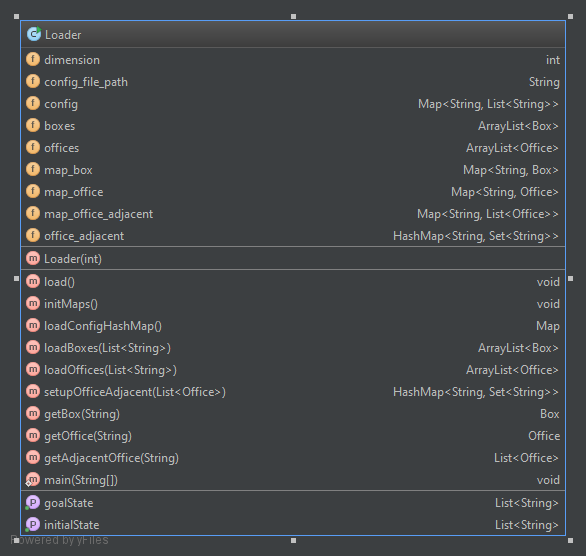 Loader
dimension int
config_file_path String
config Map<String, List<String>>
boxes ArrayList<Box>
offices ArrayList<Office>
map_box Map<String, Box>
map_office Map<String, Office>
map_office_adjacent Map<String, List<Office>>
office_adjacent HashMap<String, Set<String>>
Loader(int)
load() void
initMaps() void
loadConfigHashMap() Map
loadBoxes(List<String>) ArrayList<Box>
loadOffices(List<String>) ArrayList<Office>
setupOfficeAdjacent(List<Office>) HashMap<String, Set<String>>
getBox(String) Box
getOffice(String) Office
getAdjacentOffice(String) List<Office>
main(String[]) void
goalState List<String>
initialState List<String>
Powered by yFiles